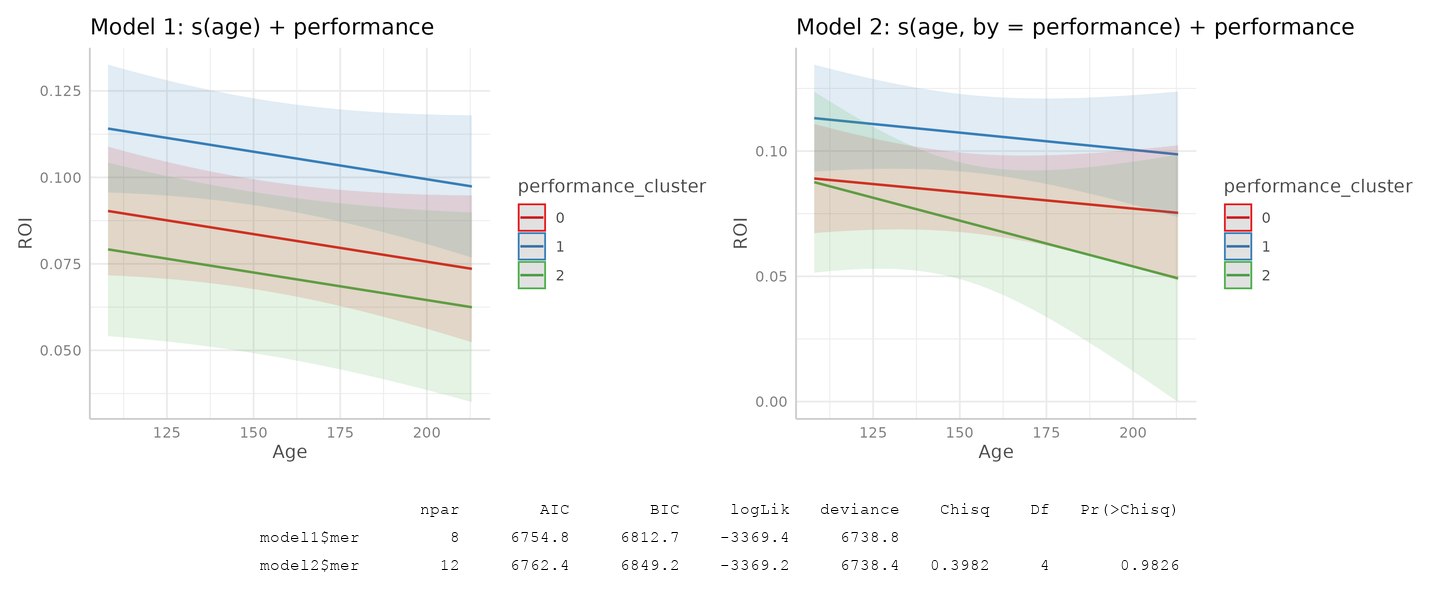 Model 1: s(age) + performance
0.125
0.100
0.075
0.050
ROI
125 150 175 200
Age
performance_cluster
0
1
2
Model 2: s(age, by = performance) + performance
0.10
0.05
0.00
ROI
125 150 175 200
Age
performance_cluster
0
1
2
npar AIC BIC logLik deviance Chisq Df Pr(>Chisq)
model1$mer 8 6754.8 6812.7 -3369.4 6738.8
model2$mer 12 6762.4 6849.2 -3369.2 6738.4 0.3982 4 0.9826